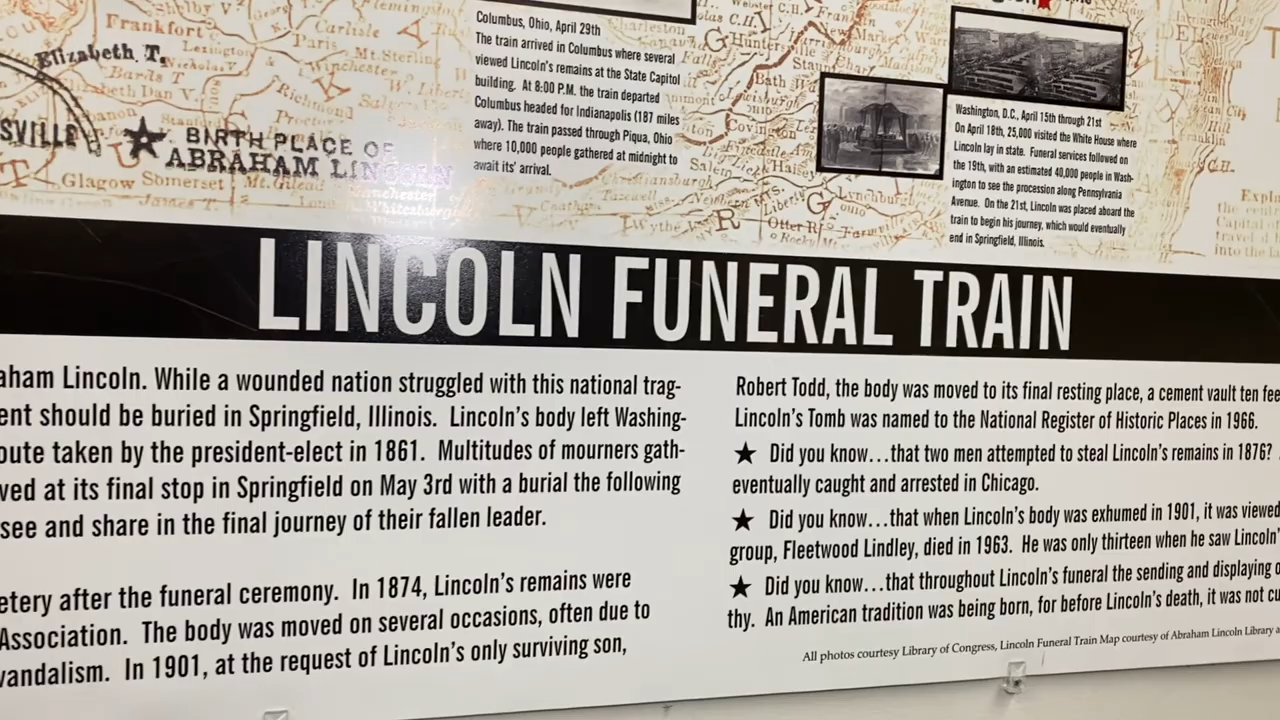 Frankfort
Elizabeth T.
Bards T
BIRTH PLACE OF
ABRAHAM LINCOLN
Glagow Somerset
Mt. Gilead
James T.
Carlisle
Paris
Mt. Sterling
Winchester
Richmond
Columbus, Ohio, April 29th
The train arrived in Columbus where several
viewed Lincoln's remains at the State Capitol
building. At 8:00 P.M. the train departed
Columbus headed for Indianapolis (187 miles
away). The train passed through Piqua, Ohio
where 10,000 people gathered at midnight to
await its' arrival.
Charleston
Covington
Lynchburg
Otter R.
Washington, D.C., April 15th through 21st
On April 18th, 25,000 visited the White House where
Lincoln lay in state. Funeral services followed on
the 19th, with an estimated 40,000 people in Wash-
ington to see the procession along Pennsylvania
Avenue. On the 21st, Lincoln was placed aboard the
train to begin his journey, which would eventually
end in Springfield, Illinois.
LINCOLN FUNERAL TRAIN
aham Lincoln. While a wounded nation struggled with this national trag-
ent should be buried in Springfield, Illinois. Lincoln's body left Washing-
oute taken by the president-elect in 1861. Multitudes of mourners gath-
ved at its final stop in Springfield on May 3rd with a burial the following
see and share in the final journey of their fallen leader.
etery after the funeral ceremony. In 1874, Lincoln's remains were
Association. The body was moved on several occasions, often due to
vandalism. In 1901, at the request of Lincoln's only surviving son,
Robert Todd, the body was moved to its final resting place, a cement vault ten fee
Lincoln's Tomb was named to the National Register of Historic Places in 1966.
★ Did you know...that two men attempted to steal Lincoln's remains in 1876?
eventually caught and arrested in Chicago.
★ Did you know...that when Lincoln's body was exhumed in 1901, it was viewed
group, Fleetwood Lindley, died in 1963. He was only thirteen when he saw Lincoln'
★ Did you know...that throughout Lincoln's funeral the sending and displaying o
thy. An American tradition was being born, for before Lincoln's death, it was not cu
All photos courtesy Library of Congress, Lincoln Funeral Train Map courtesy of Abraham Lincoln Library a